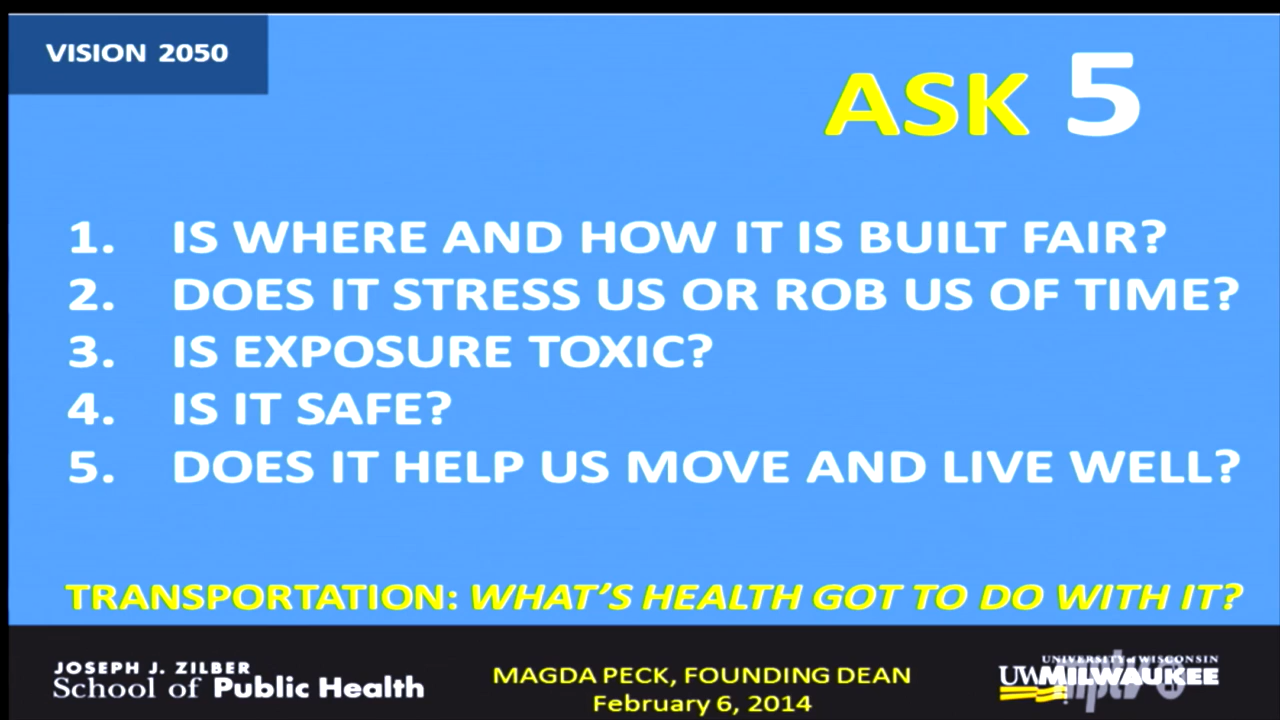 VISION 2050
ASK 5
1. IS WHERE AND HOW IT IS BUILT FAIR?
2. DOES IT STRESS US OR ROB US OF TIME?
3. IS EXPOSURE TOXIC?
4. IS IT SAFE?
5. DOES IT HELP US MOVE AND LIVE WELL?
TRANSPORTATION: WHAT'S HEALTH GOT TO DO WITH IT?
JOSEPH J. ZILBER
School of Public Health
MAGDA PECK, FOUNDING DEAN
February 6, 2014
UNIVERSITY of WISCONSIN
UWMILWAUKEE